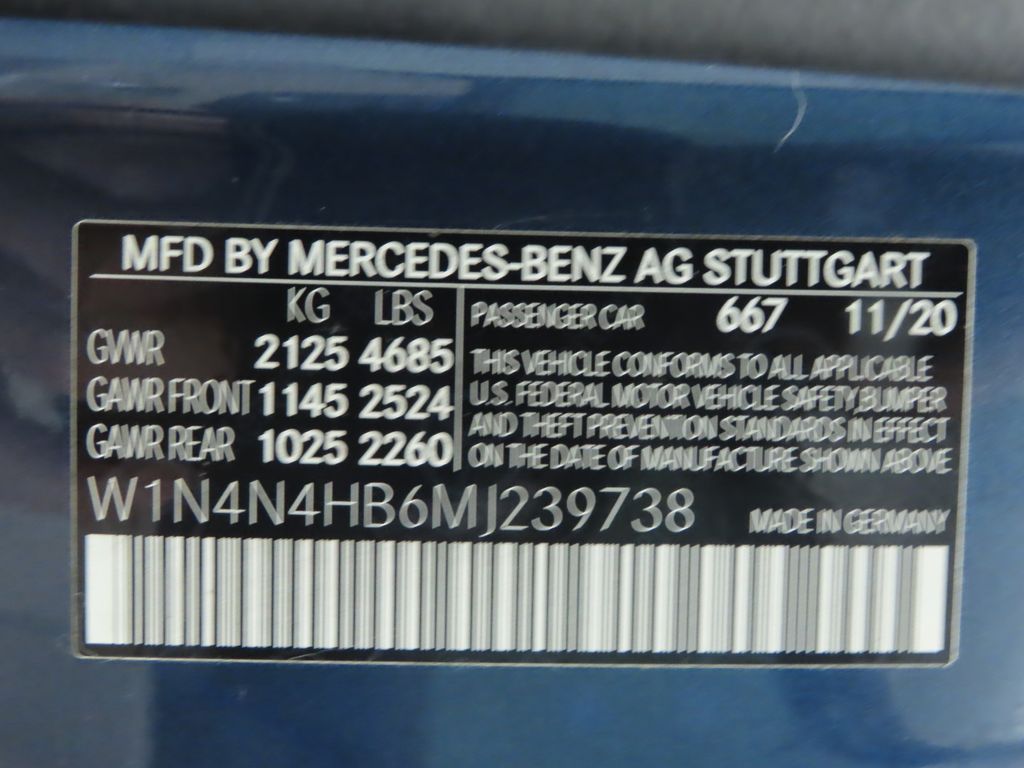 MFD BY MERCEDES-BENZ AG STUTTGART
KG LBS
GVWR 2125 4685
GAWR FRONT 1145 2524
GAWR REAR 1025 2260
PASSENGER CAR 667 11/20
THIS VEHICLE CONFORMS TO ALL APPLICABLE
U.S. FEDERAL MOTOR VEHICLE SAFETY, BUMPER
AND THEFT PREVENTION STANDARDS IN EFFECT
ON THE DATE OF MANUFACTURE SHOWN ABOVE
W1N4N4HB6MJ239738
MADE IN GERMANY